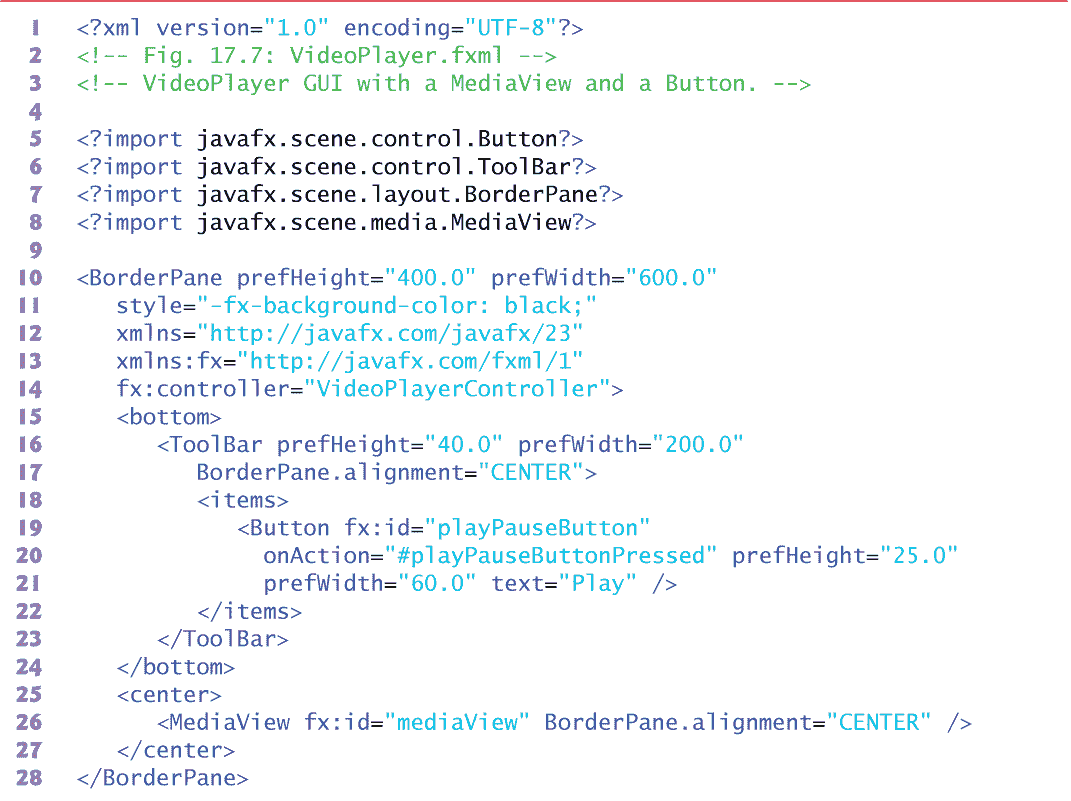 1 <?xml version="1.0" encoding="UTF-8"?>
2 <!-- Fig. 17.7: VideoPlayer.fxml -->
3 <!-- VideoPlayer GUI with a MediaView and a Button. -->
4
5 <?import javafx.scene.control.Button?>
6 <?import javafx.scene.control.ToolBar?>
7 <?import javafx.scene.layout.BorderPane?>
8 <?import javafx.scene.media.MediaView?>
9
10 <BorderPane prefHeight="400.0" prefWidth="600.0"
11 style="-fx-background-color: black;"
12 xmlns="http://javafx.com/javafx/23"
13 xmlns:fx="http://javafx.com/fxml/1"
14 fx:controller="VideoPlayerController">
15 <bottom>
16 <ToolBar prefHeight="40.0" prefWidth="200.0"
17 BorderPane.alignment="CENTER">
18 <items>
19 <Button fx:id="playPauseButton"
20 onAction="#playPauseButtonPressed" prefHeight="25.0"
21 prefWidth="60.0" text="Play" />
22 </items>
23 </ToolBar>
24 </bottom>
25 <center>
26 <MediaView fx:id="mediaView" BorderPane.alignment="CENTER" />
27 </center>
28 </BorderPane>